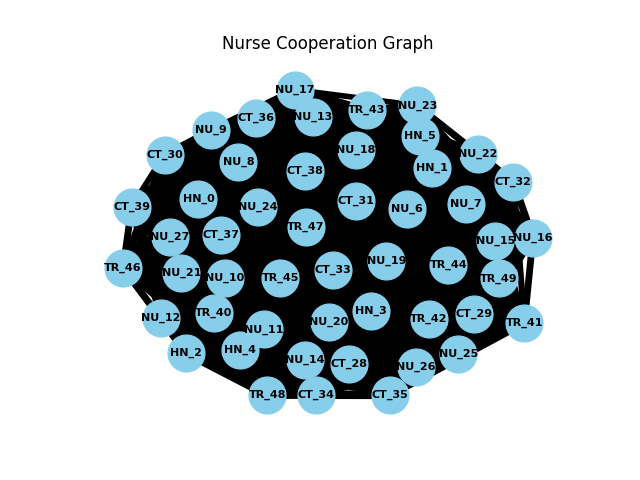 Nurse Cooperation Graph
NU_17
NU_23
TR_43
CT_36
NU_13
NU_9
HN_5
NU_18
CT_30
NU_22
NU_8
HN_1
CT_38
CT_32
HN_0
CT_31
NU_7
CT_39
NU_24
NU_6
TR_47
CT_37
NU_27
NU_16
NU_15
NU_19
TR_44
TR_46
CT_33
NU_21
NU_10
TR_45
TR_49
HN_3
TR_40
CT_29
NU_12
TR_42
NU_20
TR_41
NU_11
HN_4
HN_2
NU_25
NU_14
CT_28
NU_26
TR_48
CT_34
CT_35